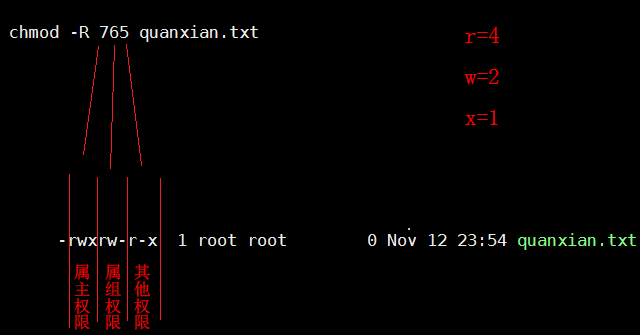 chmod -R 765 quanxian.txt
r=4
w=2
x=1
-rwxrw-r-x 1 root root 0 Nov 12 23:54 quanxian.txt
属主权限
属组权限
其他权限